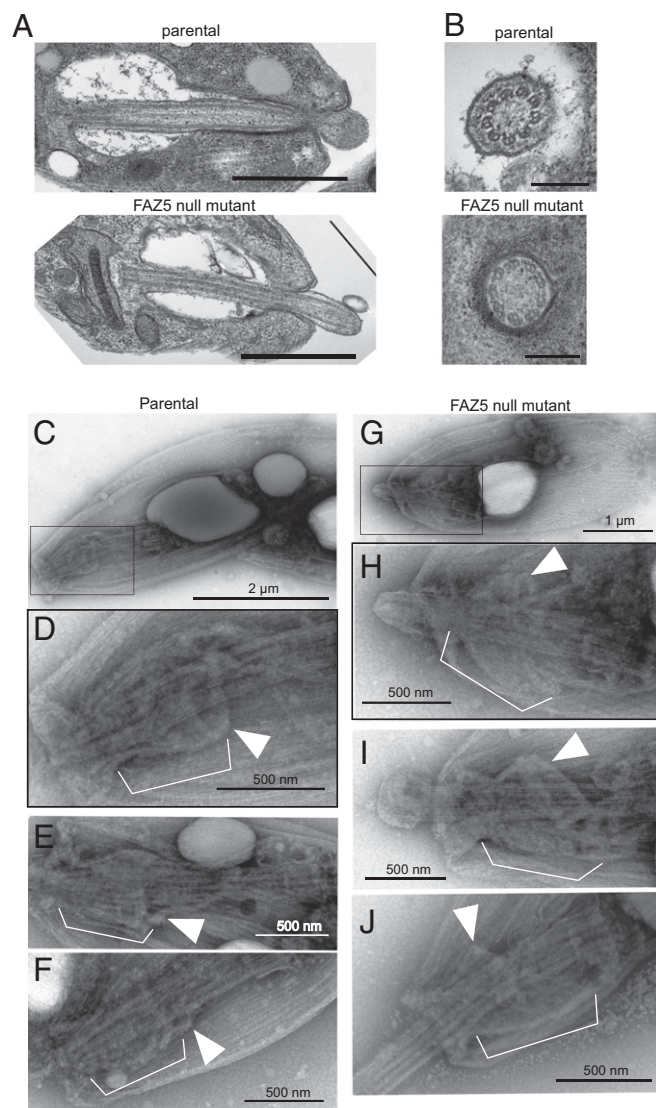 A
parental
FAZ5 null mutant
B
parental
FAZ5 null mutant
Parental
C
2 µm
D
500 nm
E
500 nm
F
500 nm
FAZ5 null mutant
G
1 µm
H
500 nm
I
500 nm
J
500 nm